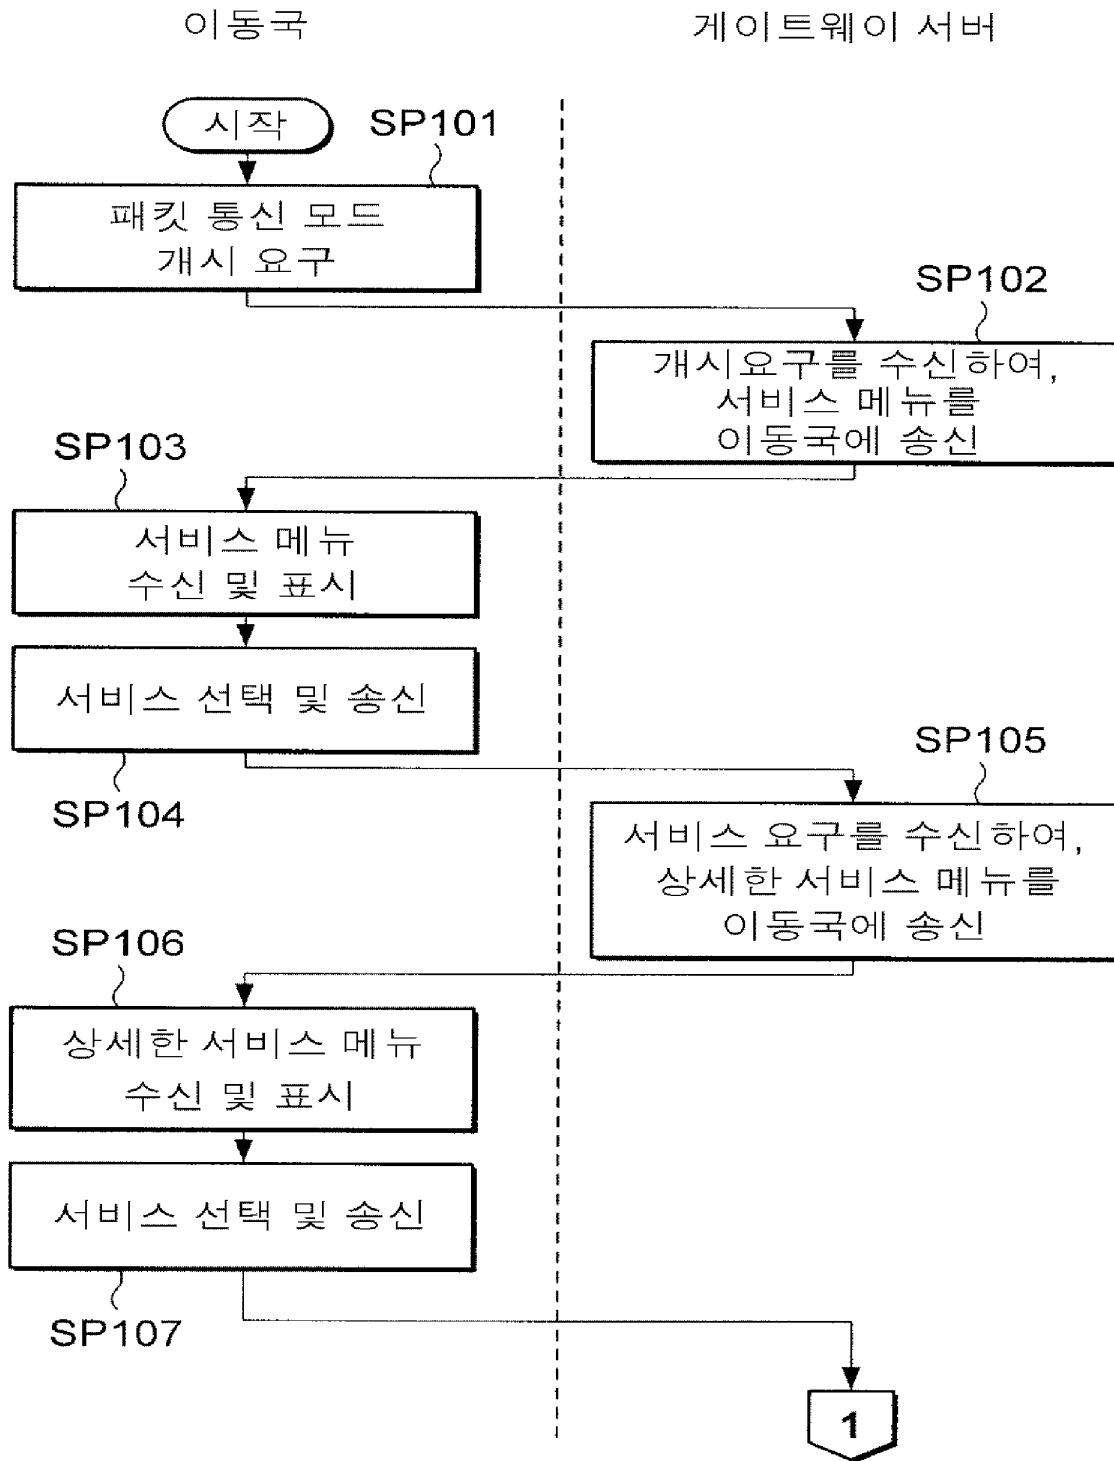 이동국
게이트웨이 서버
시작
SP101
패킷 통신 모드
개시 요구
SP102
개시요구를 수신하여,
서비스 메뉴를
이동국에 송신
SP103
서비스 메뉴
수신 및 표시
서비스 선택 및 송신
SP104
SP105
서비스 요구를 수신하여,
상세한 서비스 메뉴를
이동국에 송신
SP106
상세한 서비스 메뉴
수신 및 표시
서비스 선택 및 송신
SP107
1